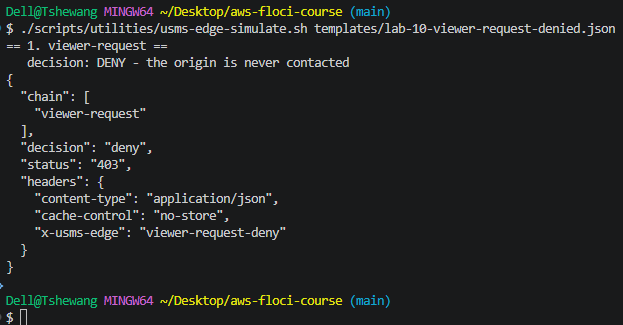 Dell@Tshewang MINGW64 ~/Desktop/aws-floci-course (main)
$ ./scripts/utilities/usms-edge-simulate.sh templates/lab-10-viewer-request-denied.json
== 1. viewer-request ==
   decision: DENY - the origin is never contacted
{
  "chain": [
    "viewer-request"
  ],
  "decision": "deny",
  "status": "403",
  "headers": {
    "content-type": "application/json",
    "cache-control": "no-store",
    "x-usms-edge": "viewer-request-deny"
  }
}
Dell@Tshewang MINGW64 ~/Desktop/aws-floci-course (main)
$